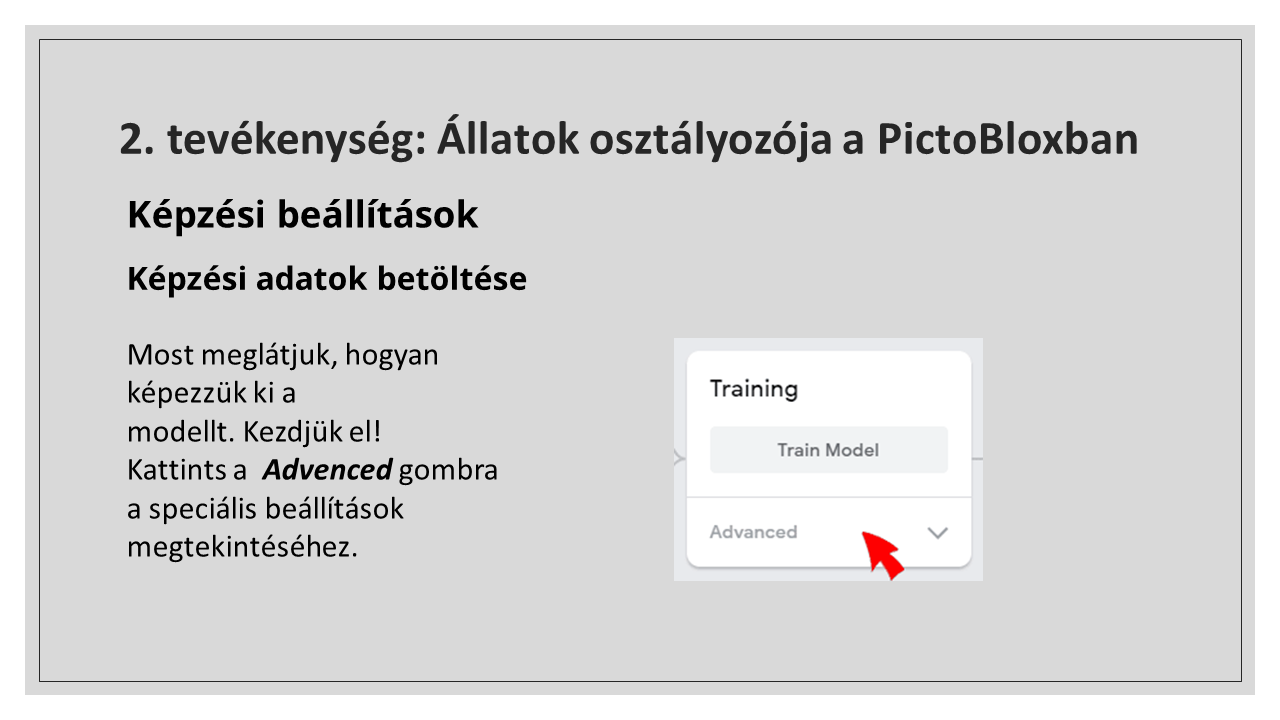 2. tevékenység: Állatok osztályozója a PictoBloxban
Képzési beállítások
Képzési adatok betöltése
Most meglátjuk, hogyan
képezzük ki a
modellt. Kezdjük el!
Kattints a Advenced gombra
a speciális beállítások
megtekintéséhez.
Training
Train Model
Advanced